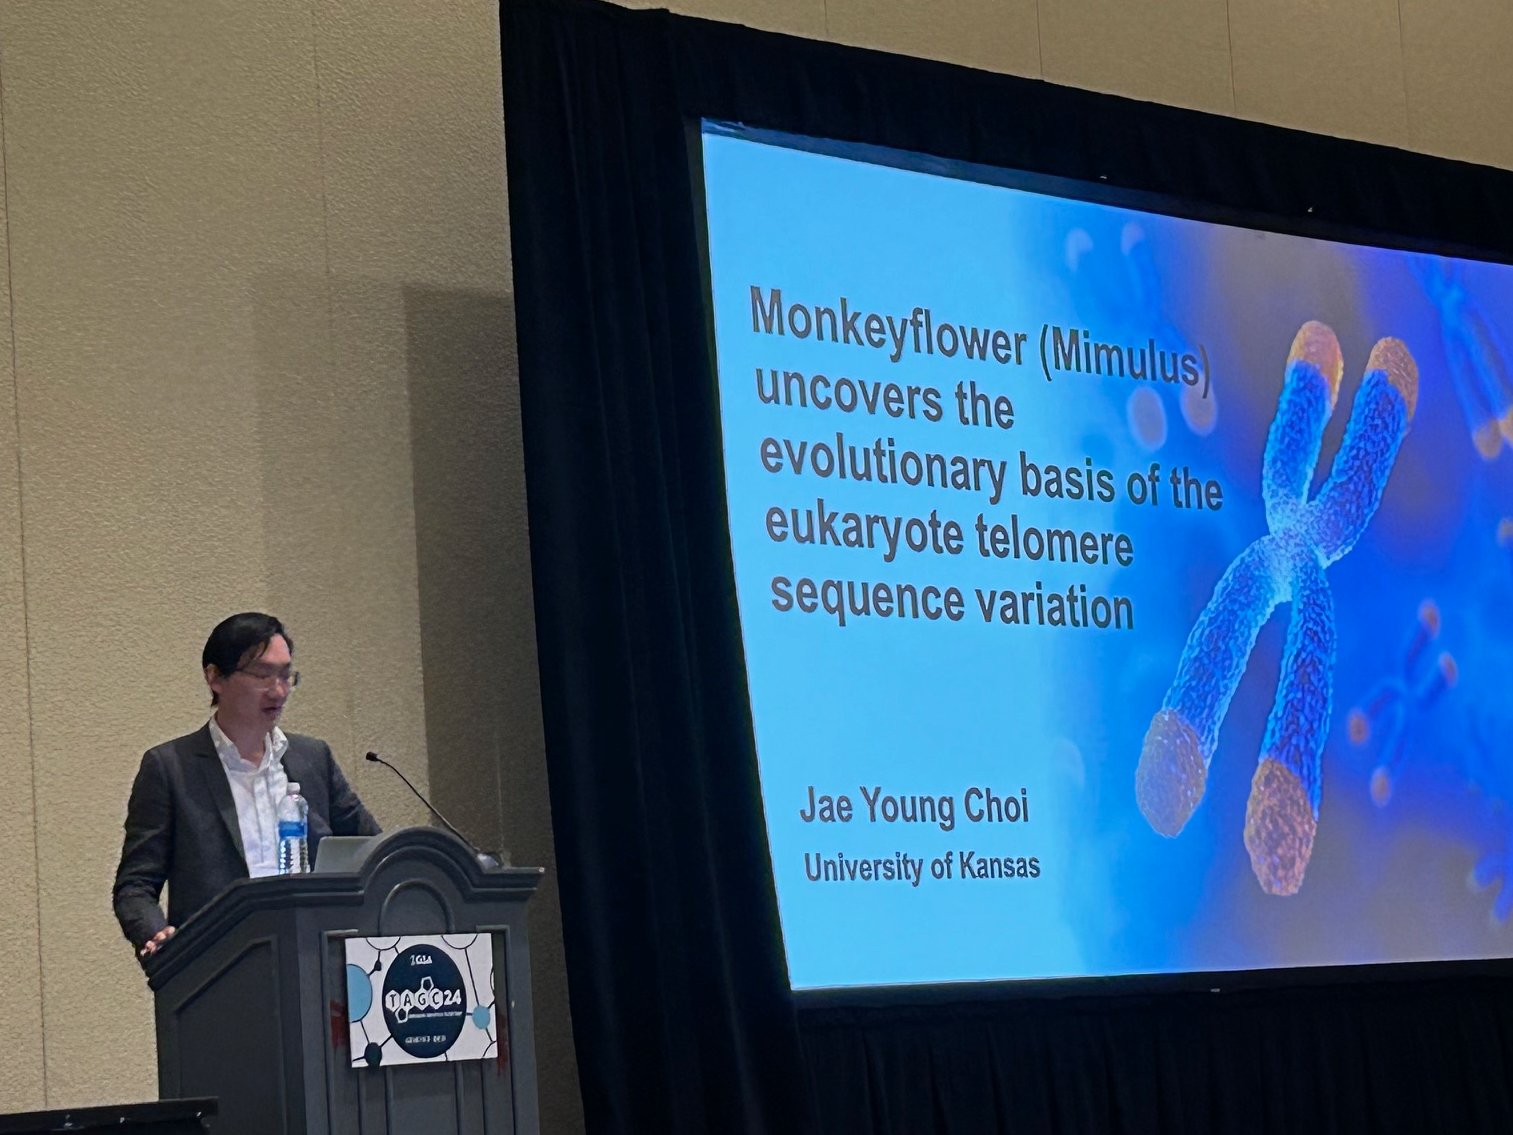 Monkeyflower (Mimulus)
uncovers the
evolutionary basis of the
eukaryote telomere
sequence variation
Jae Young Choi
University of Kansas
TAGC24